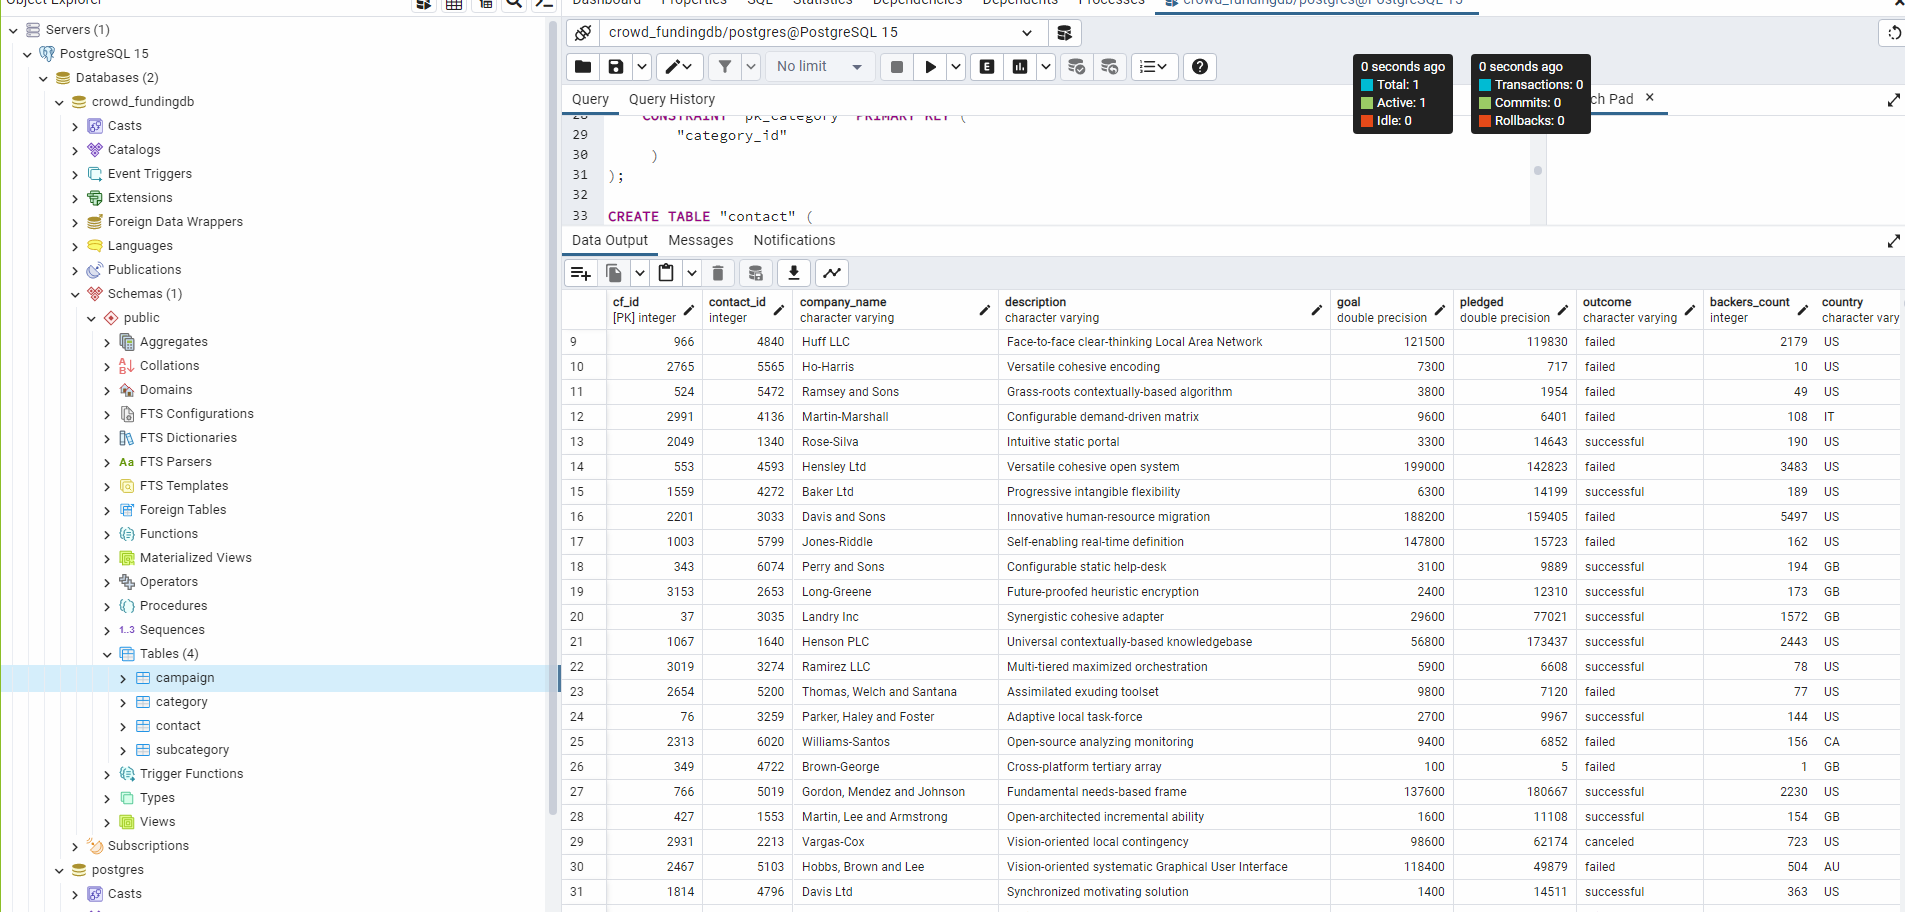 Object Explorer
Dashboard Properties SQL Statistics Dependencies Dependents Processes crowd_fundingdb/postgres@PostgreSQL 15
Servers (1)
PostgreSQL 15
Databases (2)
crowd_fundingdb
Casts
Catalogs
Event Triggers
Extensions
Foreign Data Wrappers
Languages
Publications
Schemas (1)
public
Aggregates
Collations
Domains
FTS Configurations
FTS Dictionaries
Aa FTS Parsers
FTS Templates
Foreign Tables
Functions
Materialized Views
Operators
Procedures
1..3 Sequences
Tables (4)
campaign
category
contact
subcategory
Trigger Functions
Types
Views
Subscriptions
postgres
Casts
crowd_fundingdb/postgres@PostgreSQL 15
No limit
E
0 seconds ago
Total: 1
Active: 1
Idle: 0
0 seconds ago
Transactions: 0
Commits: 0
Rollbacks: 0
Query Query History
ch Pad
28 CONSTRAINT "pk_category" PRIMARY KEY (
29 "category_id"
30 )
31 );
32
33 CREATE TABLE "contact" (
Data Output Messages Notifications
cf_id contact_id company_name description goal pledged outcome backers_count country
[PK] integer integer character varying character varying double precision double precision character varying integer character vary
9 966 4840 Huff LLC Face-to-face clear-thinking Local Area Network 121500 119830 failed 2179 US
10 2765 5565 Ho-Harris Versatile cohesive encoding 7300 717 failed 10 US
11 524 5472 Ramsey and Sons Grass-roots contextually-based algorithm 3800 1954 failed 49 US
12 2991 4136 Martin-Marshall Configurable demand-driven matrix 9600 6401 failed 108 IT
13 2049 1340 Rose-Silva Intuitive static portal 3300 14643 successful 190 US
14 553 4593 Hensley Ltd Versatile cohesive open system 199000 142823 failed 3483 US
15 1559 4272 Baker Ltd Progressive intangible flexibility 6300 14199 successful 189 US
16 2201 3033 Davis and Sons Innovative human-resource migration 188200 159405 failed 5497 US
17 1003 5799 Jones-Riddle Self-enabling real-time definition 147800 15723 failed 162 US
18 343 6074 Perry and Sons Configurable static help-desk 3100 9889 successful 194 GB
19 3153 2653 Long-Greene Future-proofed heuristic encryption 2400 12310 successful 173 GB
20 37 3035 Landry Inc Synergistic cohesive adapter 29600 77021 successful 1572 GB
21 1067 1640 Henson PLC Universal contextually-based knowledgebase 56800 173437 successful 2443 US
22 3019 3274 Ramirez LLC Multi-tiered maximized orchestration 5900 6608 successful 78 US
23 2654 5200 Thomas, Welch and Santana Assimilated exuding toolset 9800 7120 failed 77 US
24 76 3259 Parker, Haley and Foster Adaptive local task-force 2700 9967 successful 144 US
25 2313 6020 Williams-Santos Open-source analyzing monitoring 9400 6852 failed 156 CA
26 349 4722 Brown-George Cross-platform tertiary array 100 5 failed 1 GB
27 766 5019 Gordon, Mendez and Johnson Fundamental needs-based frame 137600 180667 successful 2230 US
28 427 1553 Martin, Lee and Armstrong Open-architected incremental ability 1600 11108 successful 154 GB
29 2931 2213 Vargas-Cox Vision-oriented local contingency 98600 62174 canceled 723 US
30 2467 5103 Hobbs, Brown and Lee Vision-oriented systematic Graphical User Interface 118400 49879 failed 504 AU
31 1814 4796 Davis Ltd Synchronized motivating solution 1400 14511 successful 363 US